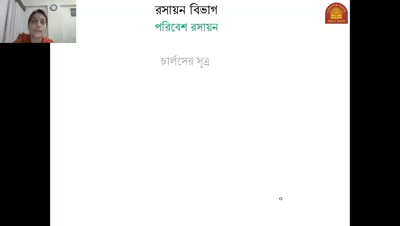 রসায়ন বিভাগ
পরিবেশ রসায়ন
চার্লসের সুত্র